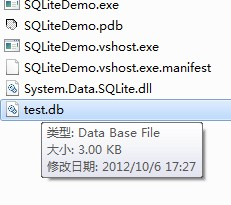 SQLiteDemo.exe
SQLiteDemo.pdb
SQLiteDemo.vshost.exe
SQLiteDemo.vshost.exe.manifest
System.Data.SQLite.dll
test.db
类型: Data Base File
大小: 3.00 KB
修改日期: 2012/10/6 17:27